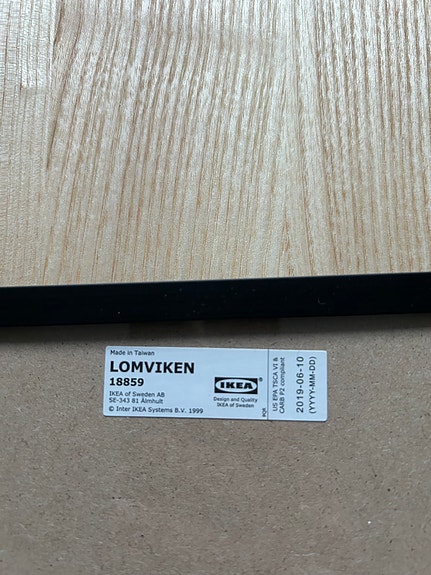 Made in Taiwan
LOMVIKEN
18859
IKEA of Sweden AB
SE-343 81 Älmhult
© Inter IKEA Systems B.V. 1999
IKEA
Design and Quality
IKEA of Sweden
PQR
US EPA TSCA VI &
CARB P2 compliant
2019-06-10
(YYYY-MM-DD)